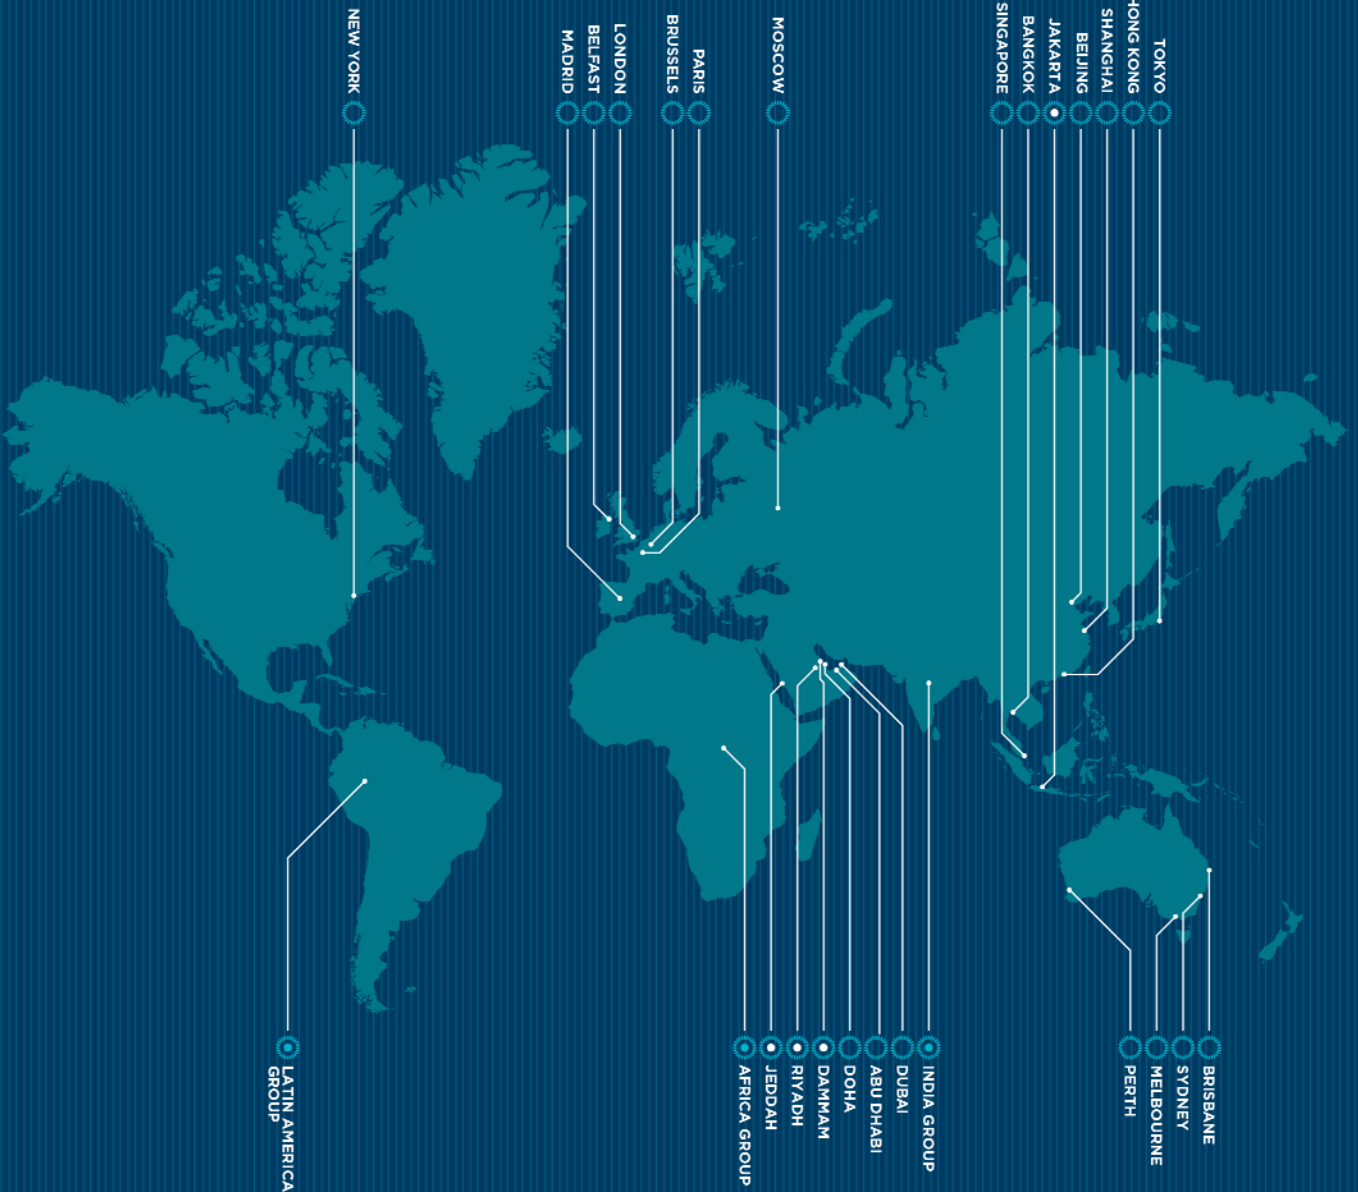 NEW YORK
MADRID
BELFAST
LONDON
BRUSSELS
PARIS
MOSCOW
SINGAPORE
BANGKOK
JAKARTA
BEIJING
SHANGHAI
HONG KONG
TOKYO
LATIN AMERICA
GROUP
AFRICA GROUP
JEDDAH
RIYADH
DAMMAM
DOHA
ABU DHABI
DUBAI
INDIA GROUP
PERTH
MELBOURNE
SYDNEY
BRISBANE